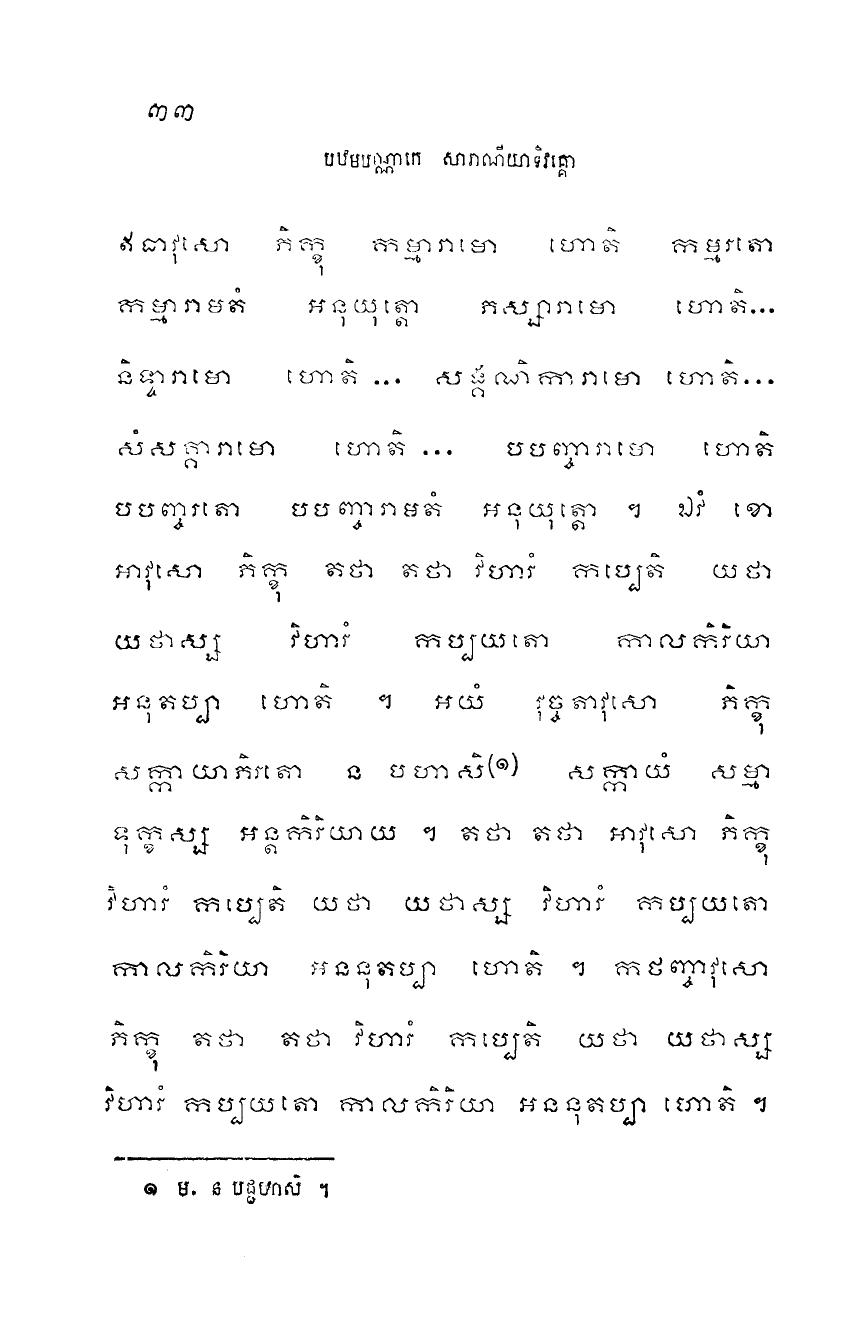 ៣៣
បឋមបណ្ណាសកេ សារាណីយាទិវគ្គោ
ឥធាវុសោ ភិក្ខុ កម្មារាមោ ហោតិ កម្មរតោ
កម្មារាមតំ អនុយុត្តោ ភស្សារាមោ ហោតិ...
និទ្ទារាមោ ហោតិ ... សង្គណិការាមោ ហោតិ...
សំសគ្គារាមោ ហោតិ ... បបញ្ចារាមោ ហោតិ
បបញ្ចរតោ បបញ្ចារាមតំ អនុយុត្តោ ។ ឯវំ ខោ
អាវុសោ ភិក្ខុ តថា តថា វិហារំ កប្បេតិ យថា
យថាស្ស វិហារំ កប្បយតោ កាលកិរិយា
អនុតប្បា ហោតិ ។ អយំ វុច្ចតាវុសោ ភិក្ខុ
សក្កាយាភិរតោ ន បហាសិ(១) សក្កាយំ សម្មា
ទុក្ខស្ស អន្តកិរិយាយ ។ តថា តថា អាវុសោ ភិក្ខុ
វិហារំ កប្បេតិ យថា យថាស្ស វិហារំ កប្បយតោ
កាលកិរិយា អននុតប្បា ហោតិ ។ កថញ្ចាវុសោ
ភិក្ខុ តថា តថា វិហារំ កប្បេតិ យថា យថាស្ស
វិហារំ កប្បយតោ កាលកិរិយា អននុតប្បា ហោតិ ។
១ ម. ន បជ្ជហាសិ ។